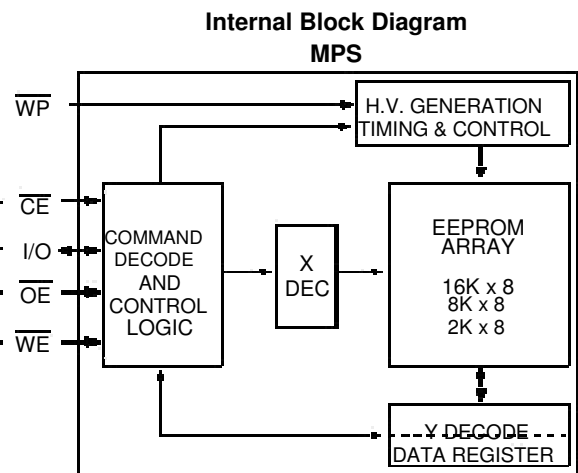 Internal Block Diagram
MPS
WP
H.V. GENERATION
TIMING & CONTROL
CE
I/O
OE
WE
COMMAND
DECODE
AND
CONTROL
LOGIC
X
DEC
EEPROM
ARRAY
16K x 8
8K x 8
2K x 8
Y DECODE
DATA REGISTER